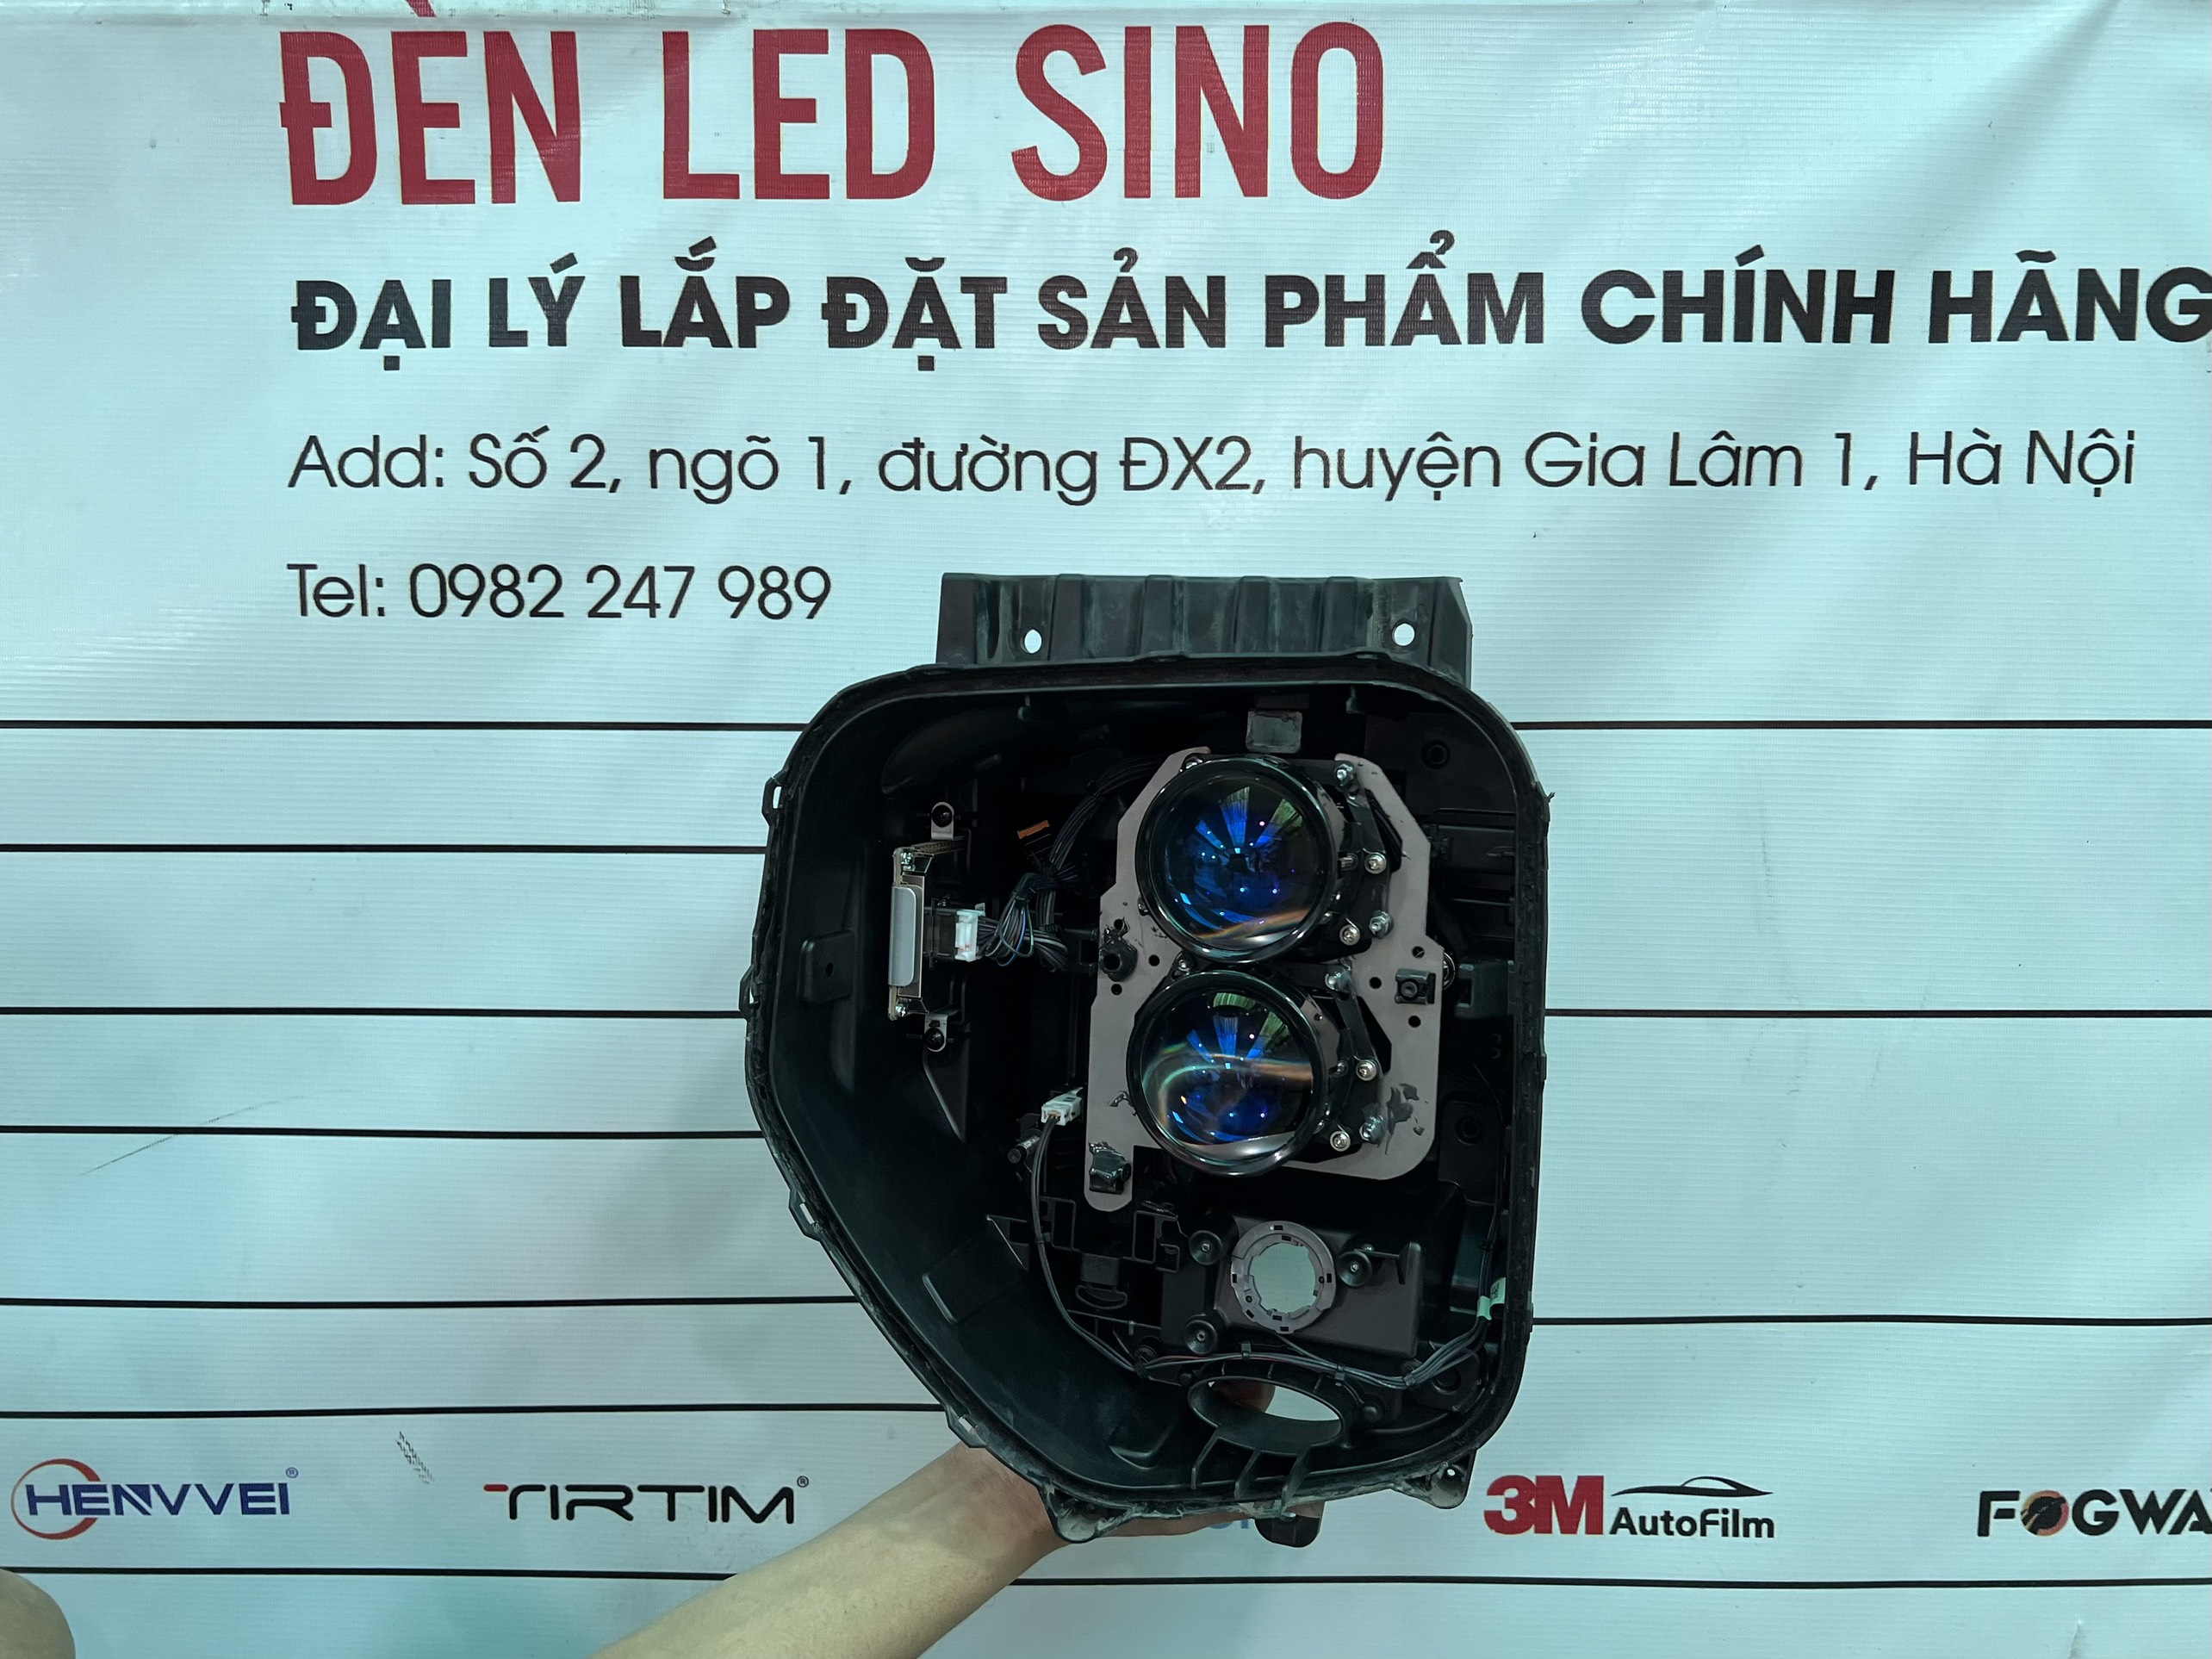 ĐÈN LED SINO
ĐẠI LÝ LẮP ĐẶT SẢN PHẨM CHÍNH HÃNG
Add: Số 2, ngõ 1, đường ĐX2, huyện Gia Lâm 1, Hà Nội
Tel: 0982 247 989
HENVVEI® TIRTIM® 3M AutoFilm FOGWA